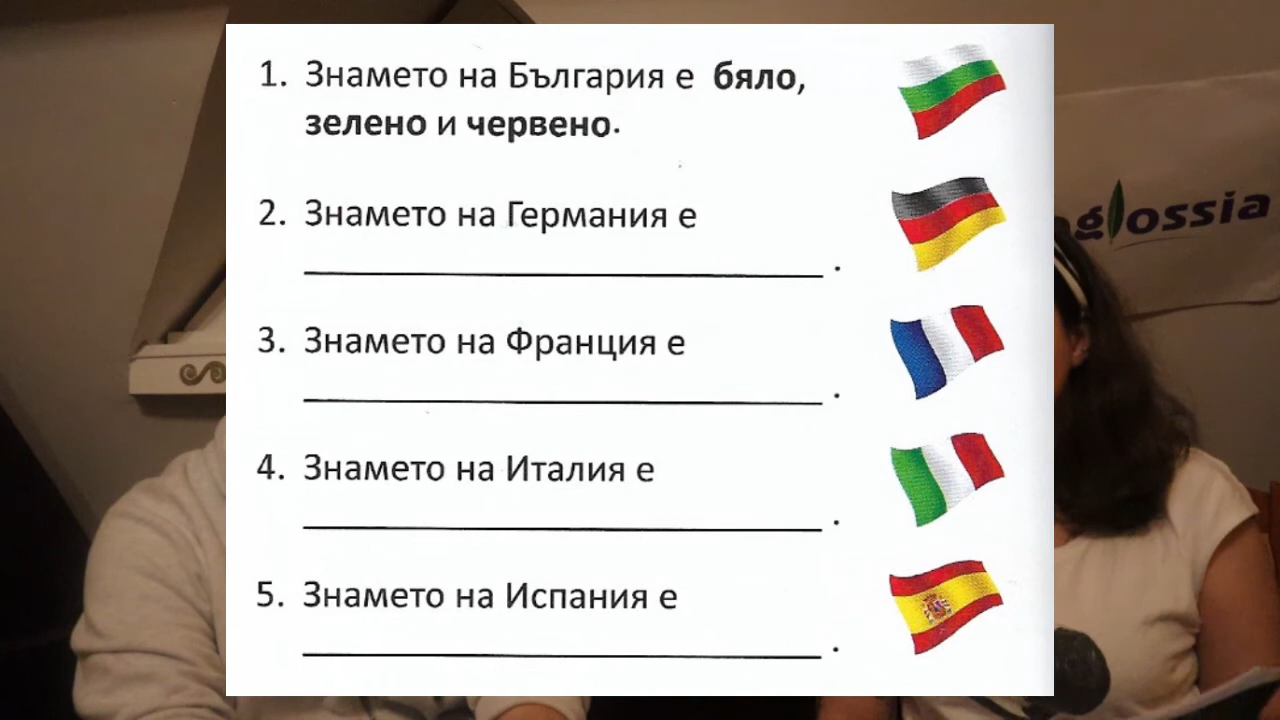 1. Знамето на България е бяло,
зелено и червено.
2. Знамето на Германия е
.
3. Знамето на Франция е
.
4. Знамето на Италия е
.
5. Знамето на Испания е
.
glossia